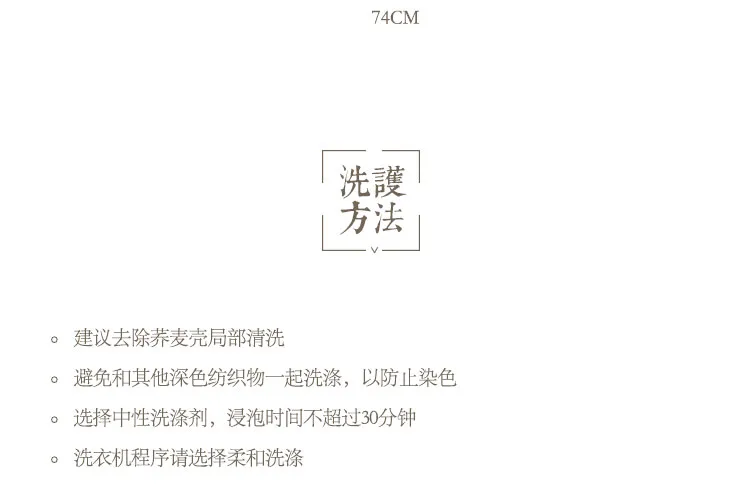 74CM
洗護
方法
建议去除荞麦壳局部清洗
避免和其他深色纺织物一起洗涤，以防止染色
选择中性洗涤剂，浸泡时间不超过30分钟
洗衣机程序请选择柔和洗涤